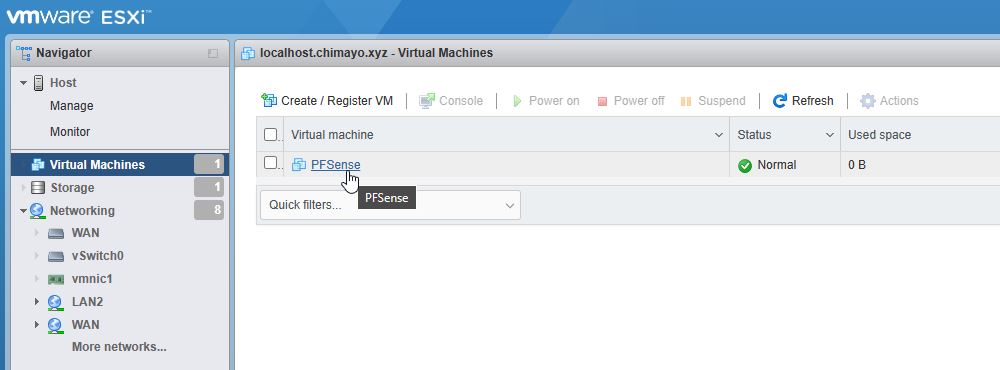 vmware ESXi™
Navigator
Host
Manage
Monitor
Virtual Machines 1
Storage 1
Networking 8
WAN
vSwitch0
vmnic1
LAN2
WAN
More networks...
localhost.chimayo.xyz - Virtual Machines
Create / Register VM | Console | Power on Power off Suspend | Refresh | Actions
Virtual machine Status Used space
PFSense Normal 0 B
PFSense
Quick filters...